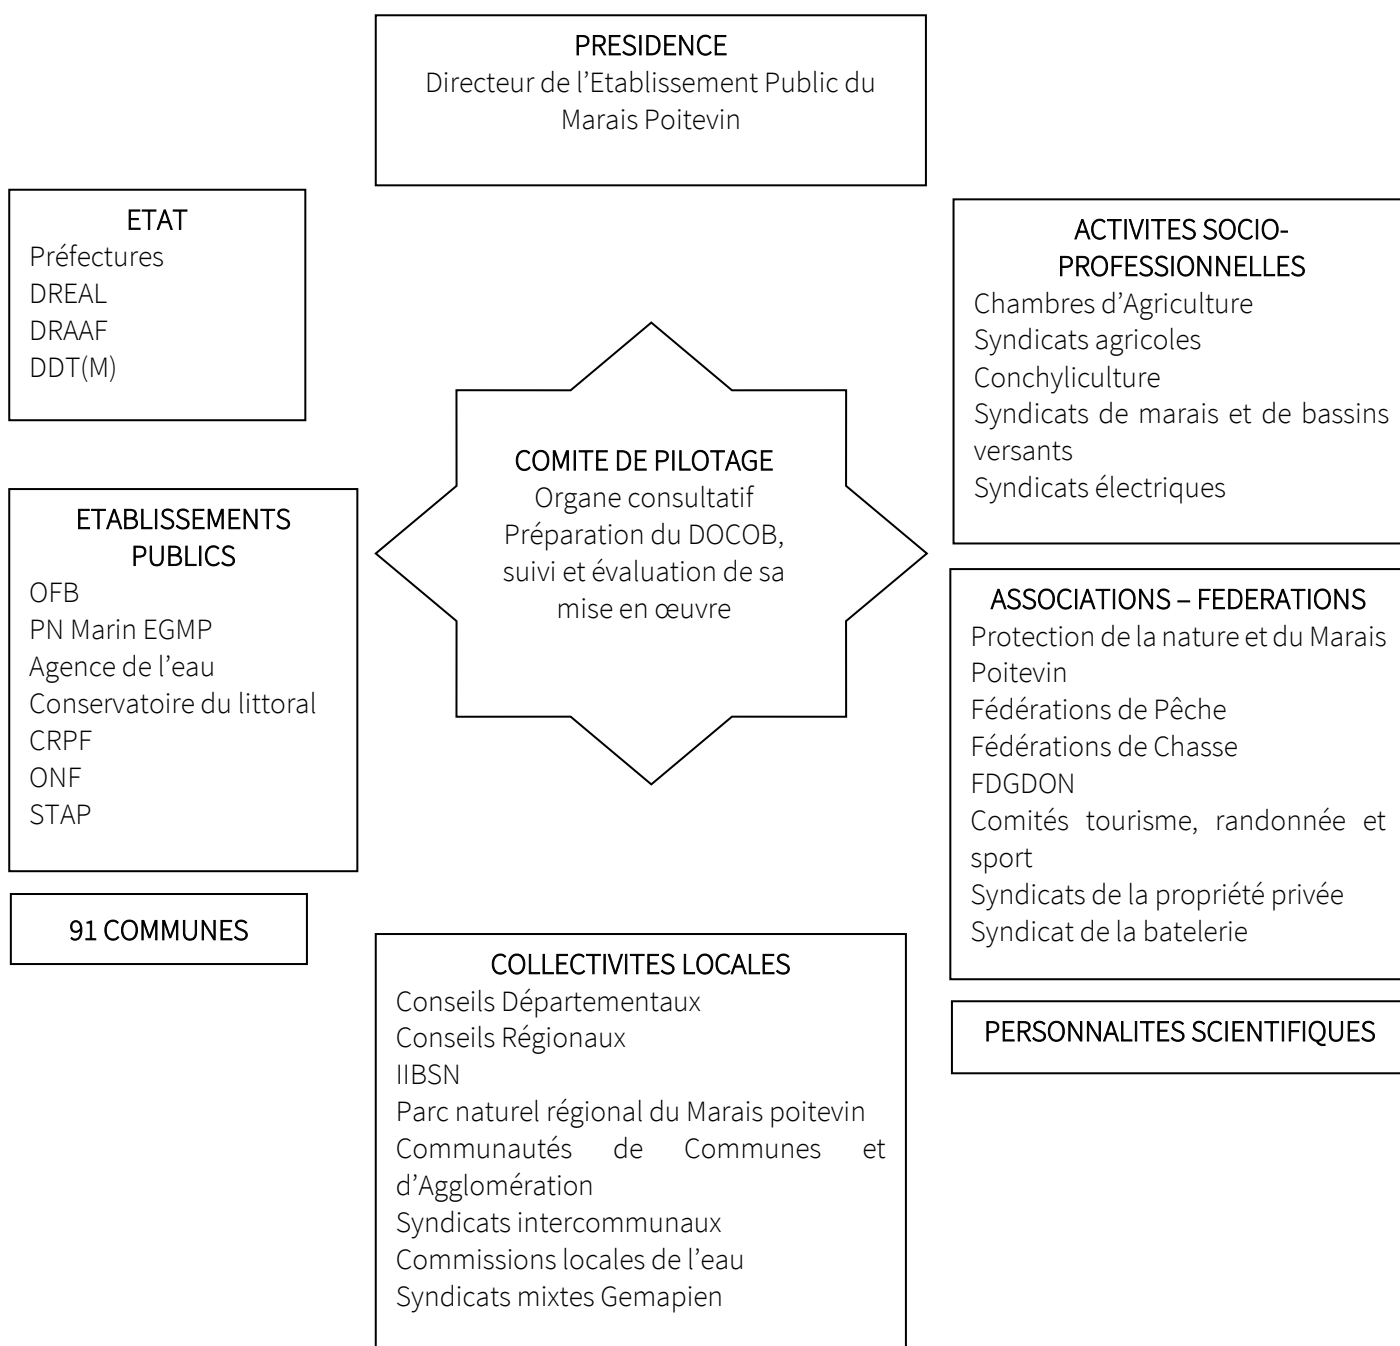 PRESIDENCE
Directeur de l’Etablissement Public du
Marais Poitevin
ETAT
Préfectures
DREAL
DRAAF
DDT(M)
ACTIVITES SOCIO-
PROFESSIONNELLES
Chambres d’Agriculture
Syndicats agricoles
Conchyliculture
Syndicats de marais et de bassins
versants
Syndicats électriques
COMITE DE PILOTAGE
Organe consultatif
Préparation du DOCOB,
suivi et évaluation de sa
mise en œuvre
ETABLISSEMENTS
PUBLICS
OFB
PN Marin EGMP
Agence de l’eau
Conservatoire du littoral
CRPF
ONF
STAP
ASSOCIATIONS – FEDERATIONS
Protection de la nature et du Marais
Poitevin
Fédérations de Pêche
Fédérations de Chasse
FDGDON
Comités tourisme, randonnée et
sport
Syndicats de la propriété privée
Syndicat de la batelerie
91 COMMUNES
COLLECTIVITES LOCALES
Conseils Départementaux
Conseils Régionaux
IIBSN
Parc naturel régional du Marais poitevin
Communautés de Communes et
d’Agglomération
Syndicats intercommunaux
Commissions locales de l’eau
Syndicats mixtes Gemapien
PERSONNALITES SCIENTIFIQUES